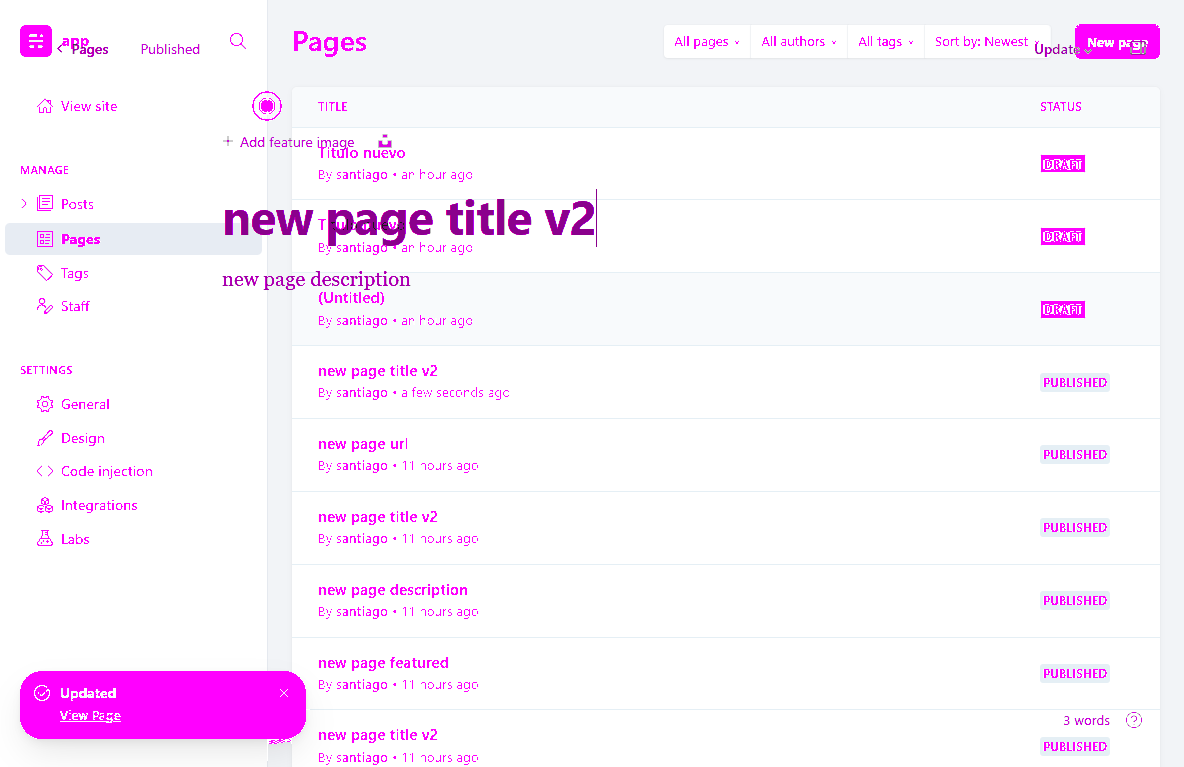 app
Pages
Published
Pages
All pages
All authors
All tags
Sort by: Newest
Update
New page
View site
TITLE
STATUS
Add feature image
Titulo nuevo
By santiago • an hour ago
DRAFT
MANAGE
Posts
new page title v2
By santiago • an hour ago
DRAFT
Pages
Tags
new page description
(Untitled)
By santiago • an hour ago
DRAFT
Staff
SETTINGS
new page title v2
By santiago • a few seconds ago
PUBLISHED
General
Design
new page url
By santiago • 11 hours ago
PUBLISHED
Code injection
Integrations
new page title v2
By santiago • 11 hours ago
PUBLISHED
Labs
new page description
By santiago • 11 hours ago
PUBLISHED
new page featured
By santiago • 11 hours ago
PUBLISHED
Updated
View Page
3 words
new page title v2
By santiago • 11 hours ago
PUBLISHED